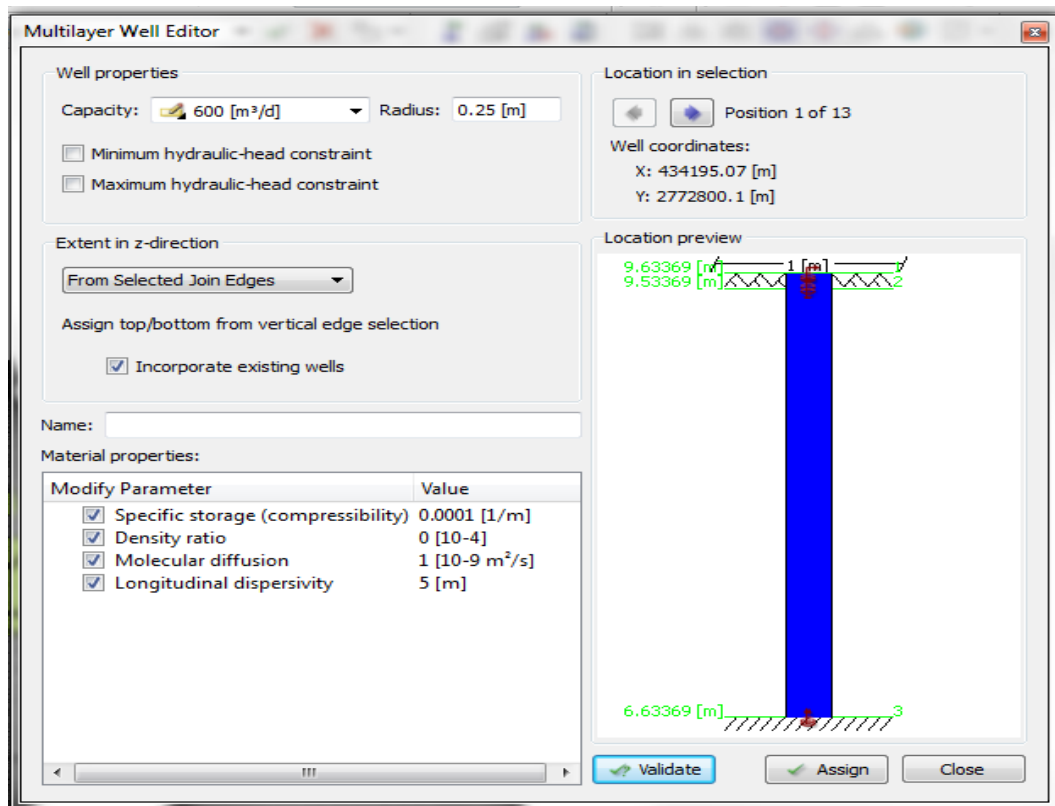 Multilayer Well Editor
Well properties
Capacity: 600 [m³/d] Radius: 0.25 [m]
Minimum hydraulic-head constraint
Maximum hydraulic-head constraint
Extent in z-direction
From Selected Join Edges
Assign top/bottom from vertical edge selection
Incorporate existing wells
Name:
Material properties:
Modify Parameter Value
Specific storage (compressibility) 0.0001 [1/m]
Density ratio 0 [10-4]
Molecular diffusion 1 [10-9 m²/s]
Longitudinal dispersivity 5 [m]
Location in selection
Position 1 of 13
Well coordinates:
X: 434195.07 [m]
Y: 2772800.1 [m]
Location preview
9.63369 [m] 1 [m] 1
9.53369 [m] 2
6.63369 [m] 3
Validate Assign Close